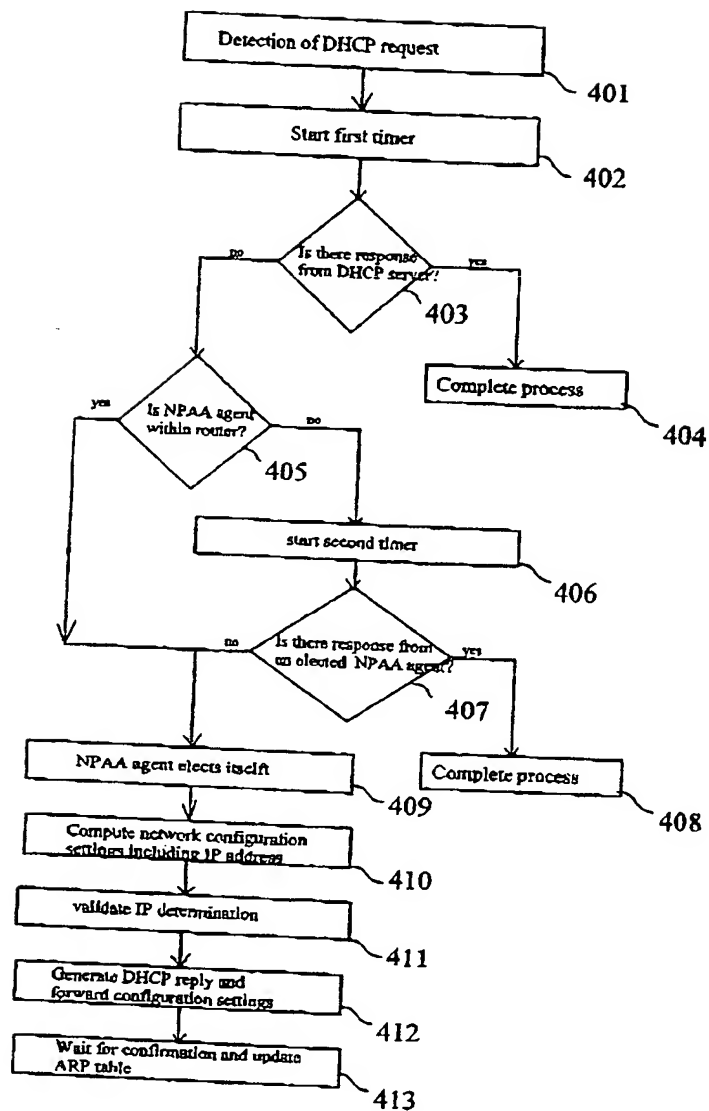 Detection of DHCP request
401
Start first timer
402
no
Is there response
yes
from DHCP server?
403
Complete process
404
yes
Is NPAA agent
no
within router?
405
start second timer
406
no
Is there response from
yes
an elected NPAA agent?
407
NPAA agent elects itself
409
Complete process
408
Compute network configuration
settings including IP address
410
validate IP determination
411
Generate DHCP reply and
forward configuration settings
412
Wait for confirmation and update
ARP table
413